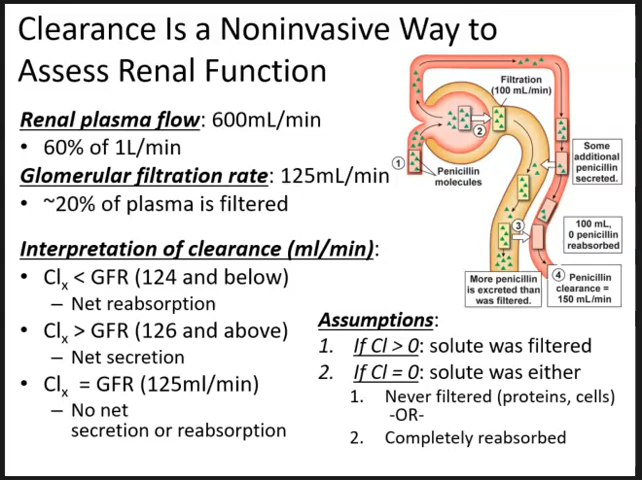 Clearance Is a Noninvasive Way to
Assess Renal Function
Renal plasma flow: 600mL/min
• 60% of 1L/min
Glomerular filtration rate: 125mL/min
• ~20% of plasma is filtered
Interpretation of clearance (ml/min):
• Clx < GFR (124 and below)
– Net reabsorption
• Clx > GFR (126 and above)
– Net secretion
• Clx = GFR (125ml/min)
– No net
secretion or reabsorption
Filtration
(100 mL/min)
2
1
Penicillin
molecules
Some
additional
penicillin
secreted.
3
100 mL,
0 penicillin
reabsorbed
More penicillin
is excreted than
was filtered.
4 Penicillin
clearance =
150 mL/min
Assumptions:
1. If Cl > 0: solute was filtered
2. If Cl = 0: solute was either
1. Never filtered (proteins, cells)
-OR-
2. Completely reabsorbed